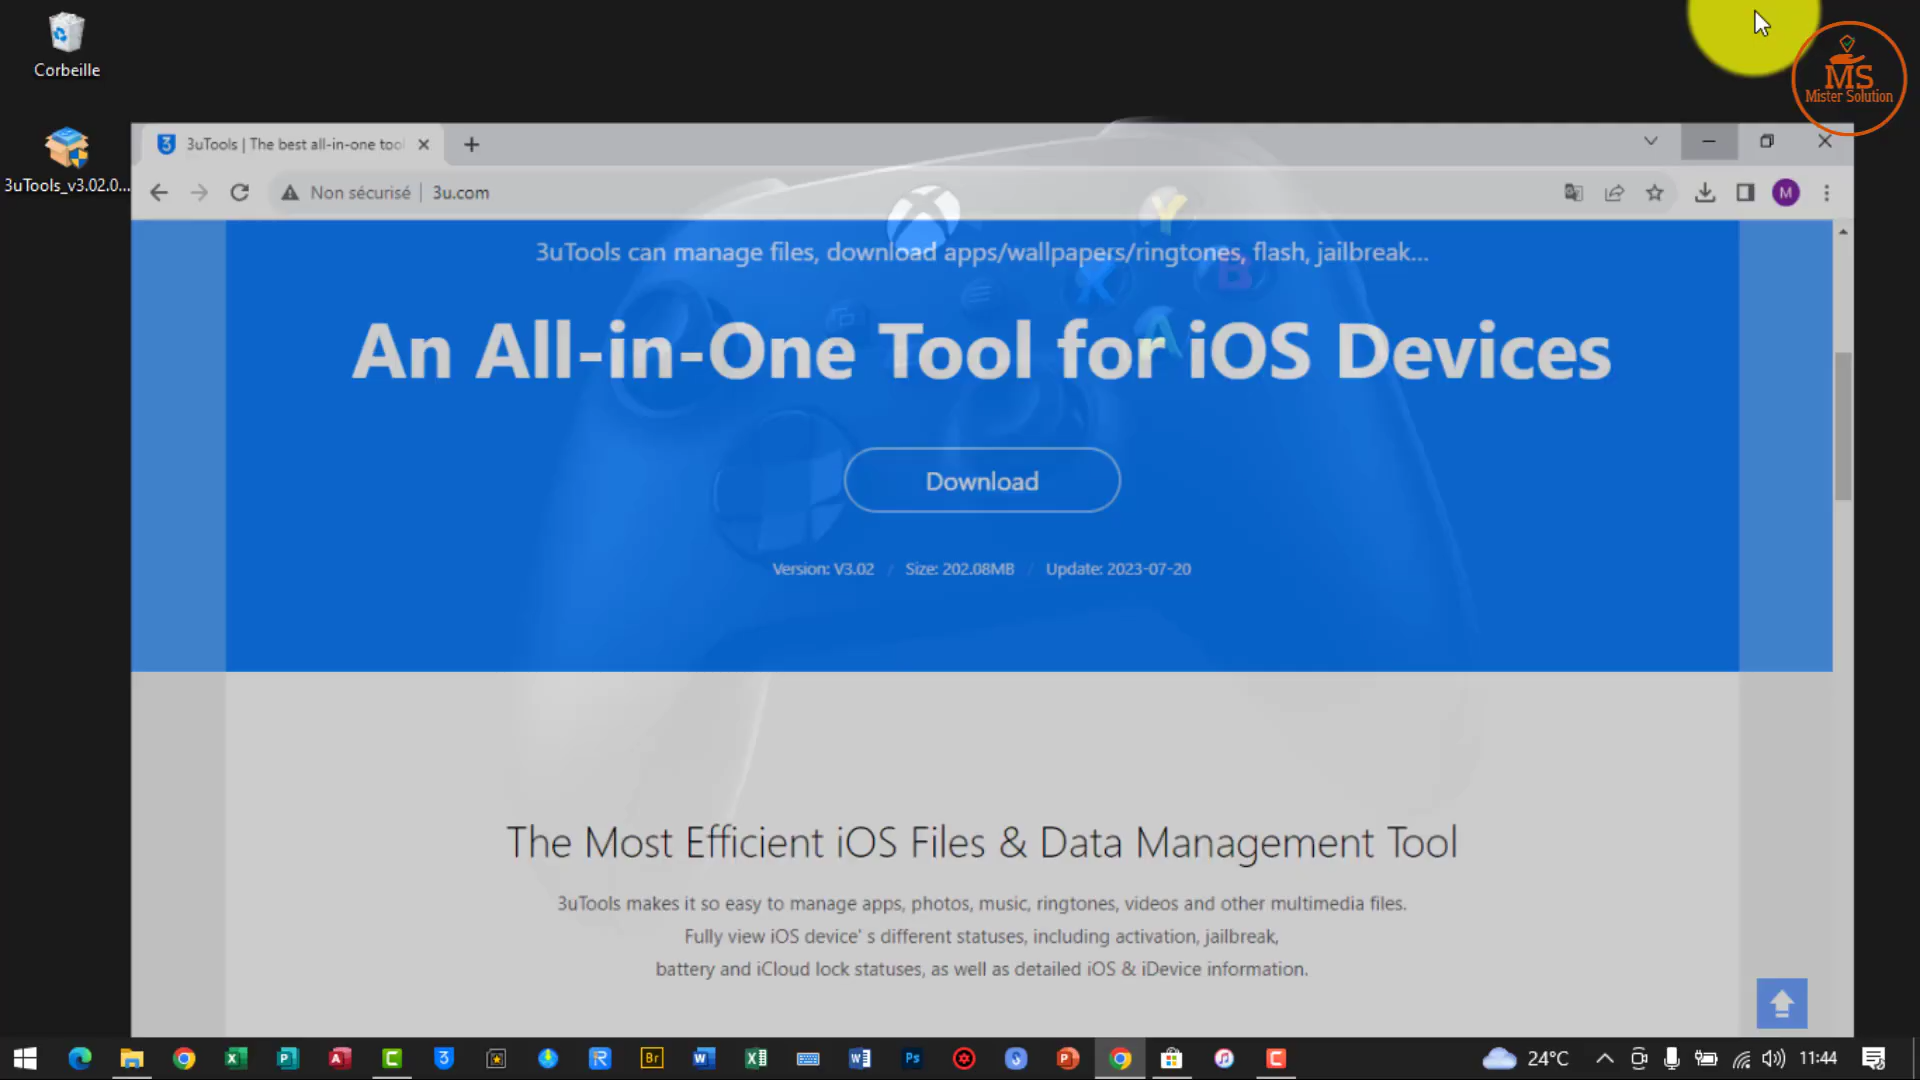 Corbeille
MS
Mister Solution
3uTools | The best all-in-one tool
3uTools_v3.02.0...
Non sécurisé
3u.com
M
3uTools can manage files, download apps/wallpapers/ringtones, flash, jailbreak...
Y
X
B
A
An All-in-One Tool for iOS Devices
Download
Version: V3.02 / Size: 202.08MB / Update: 2023-07-20
The Most Efficient iOS Files & Data Management Tool
3uTools makes it so easy to manage apps, photos, music, ringtones, videos and other multimedia files.
Fully view iOS device' s different statuses, including activation, jailbreak,
battery and iCloud lock statuses, as well as detailed iOS & iDevice information.
Br
Ps
24°C
11:44